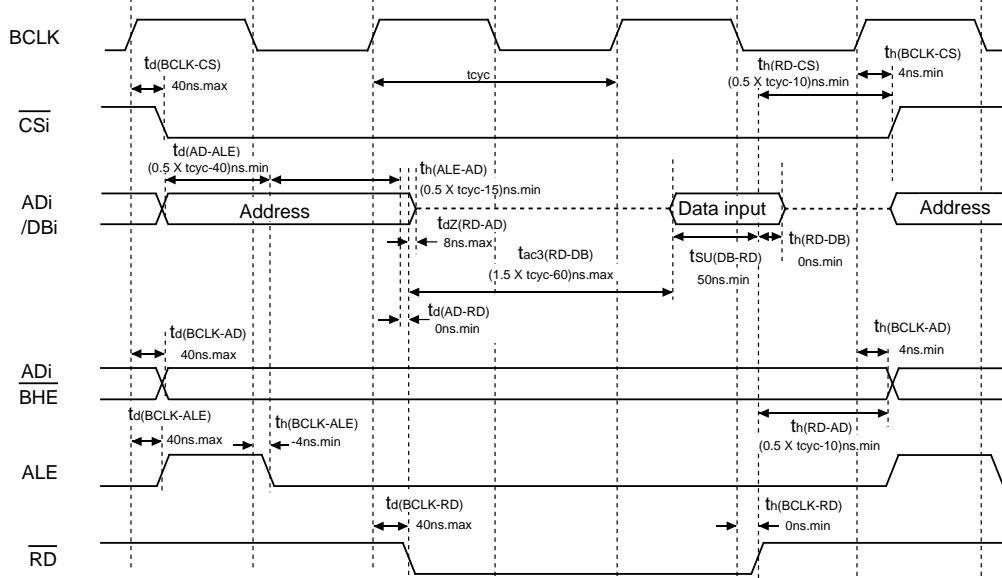 BCLK
td(BCLK-CS)
40ns.max
tcyc
th(RD-CS)
(0.5 X tcyc-10)ns.min
th(BCLK-CS)
4ns.min
CSi
td(AD-ALE)
(0.5 X tcyc-40)ns.min
th(ALE-AD)
(0.5 X tcyc-15)ns.min
ADi
/DBi
Address
Data input
Address
tdZ(RD-AD)
8ns.max
tac3(RD-DB)
(1.5 X tcyc-60)ns.max
tSU(DB-RD)
50ns.min
th(RD-DB)
0ns.min
td(AD-RD)
0ns.min
td(BCLK-AD)
40ns.max
th(BCLK-AD)
4ns.min
ADi
BHE
td(BCLK-ALE)
40ns.max
th(BCLK-ALE)
-4ns.min
th(RD-AD)
(0.5 X tcyc-10)ns.min
ALE
td(BCLK-RD)
40ns.max
th(BCLK-RD)
0ns.min
RD